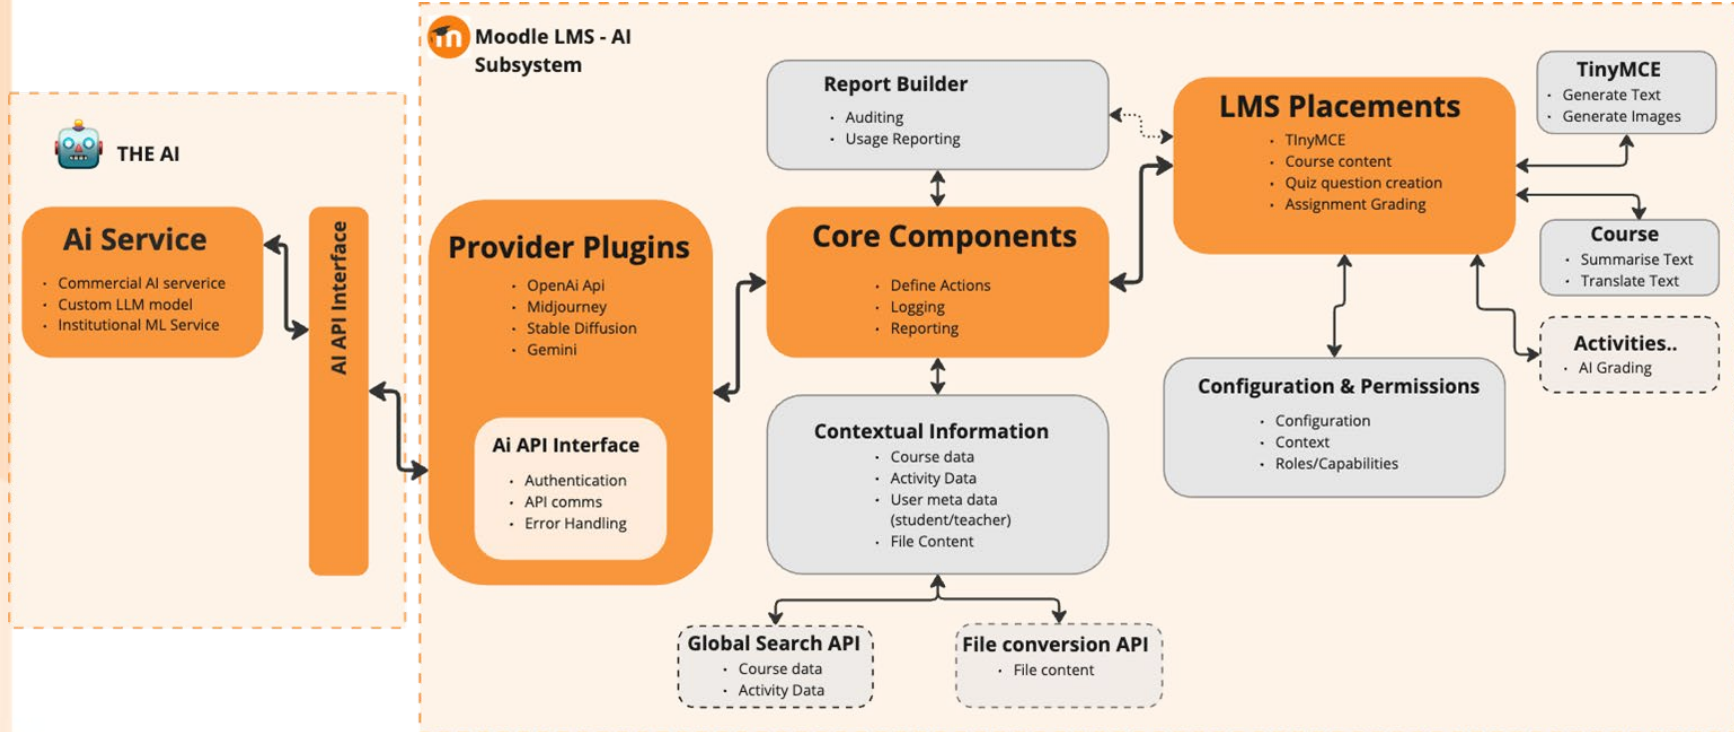 Moodle LMS - AI
Subsystem
THE AI
Ai Service
• Commercial AI serverice
• Custom LLM model
• Institutional ML Service
AI API Interface
Provider Plugins
• OpenAi Api
• Midjourney
• Stable Diffusion
• Gemini
Ai API Interface
• Authentication
• API comms
• Error Handling
Report Builder
• Auditing
• Usage Reporting
Core Components
• Define Actions
• Logging
• Reporting
Contextual Information
• Course data
• Activity Data
• User meta data
(student/teacher)
• File Content
Global Search API
• Course data
• Activity Data
File conversion API
• File content
LMS Placements
• TInyMCE
• Course content
• Quiz question creation
• Assignment Grading
Configuration & Permissions
• Configuration
• Context
• Roles/Capabilities
TinyMCE
• Generate Text
• Generate Images
Course
• Summarise Text
• Translate Text
Activities..
• AI Grading